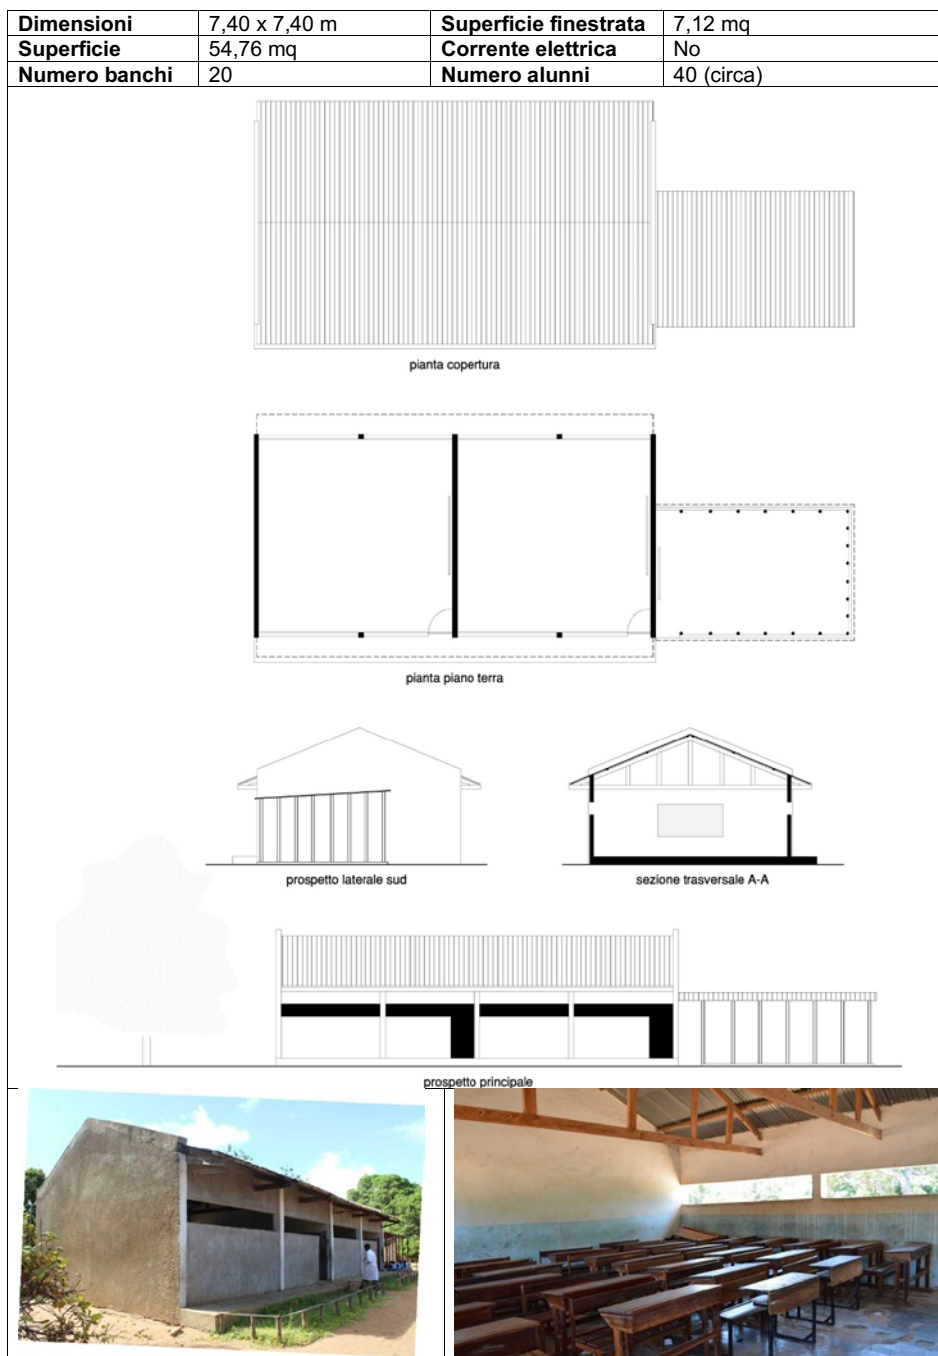 Dimensioni 7,40 x 7,40 m Superficie finestrata 7,12 mq
Superficie 54,76 mq Corrente elettrica No
Numero banchi 20 Numero alunni 40 (circa)
pianta copertura
pianta piano terra
prospetto laterale sud
sezione trasversale A-A
prospetto principale